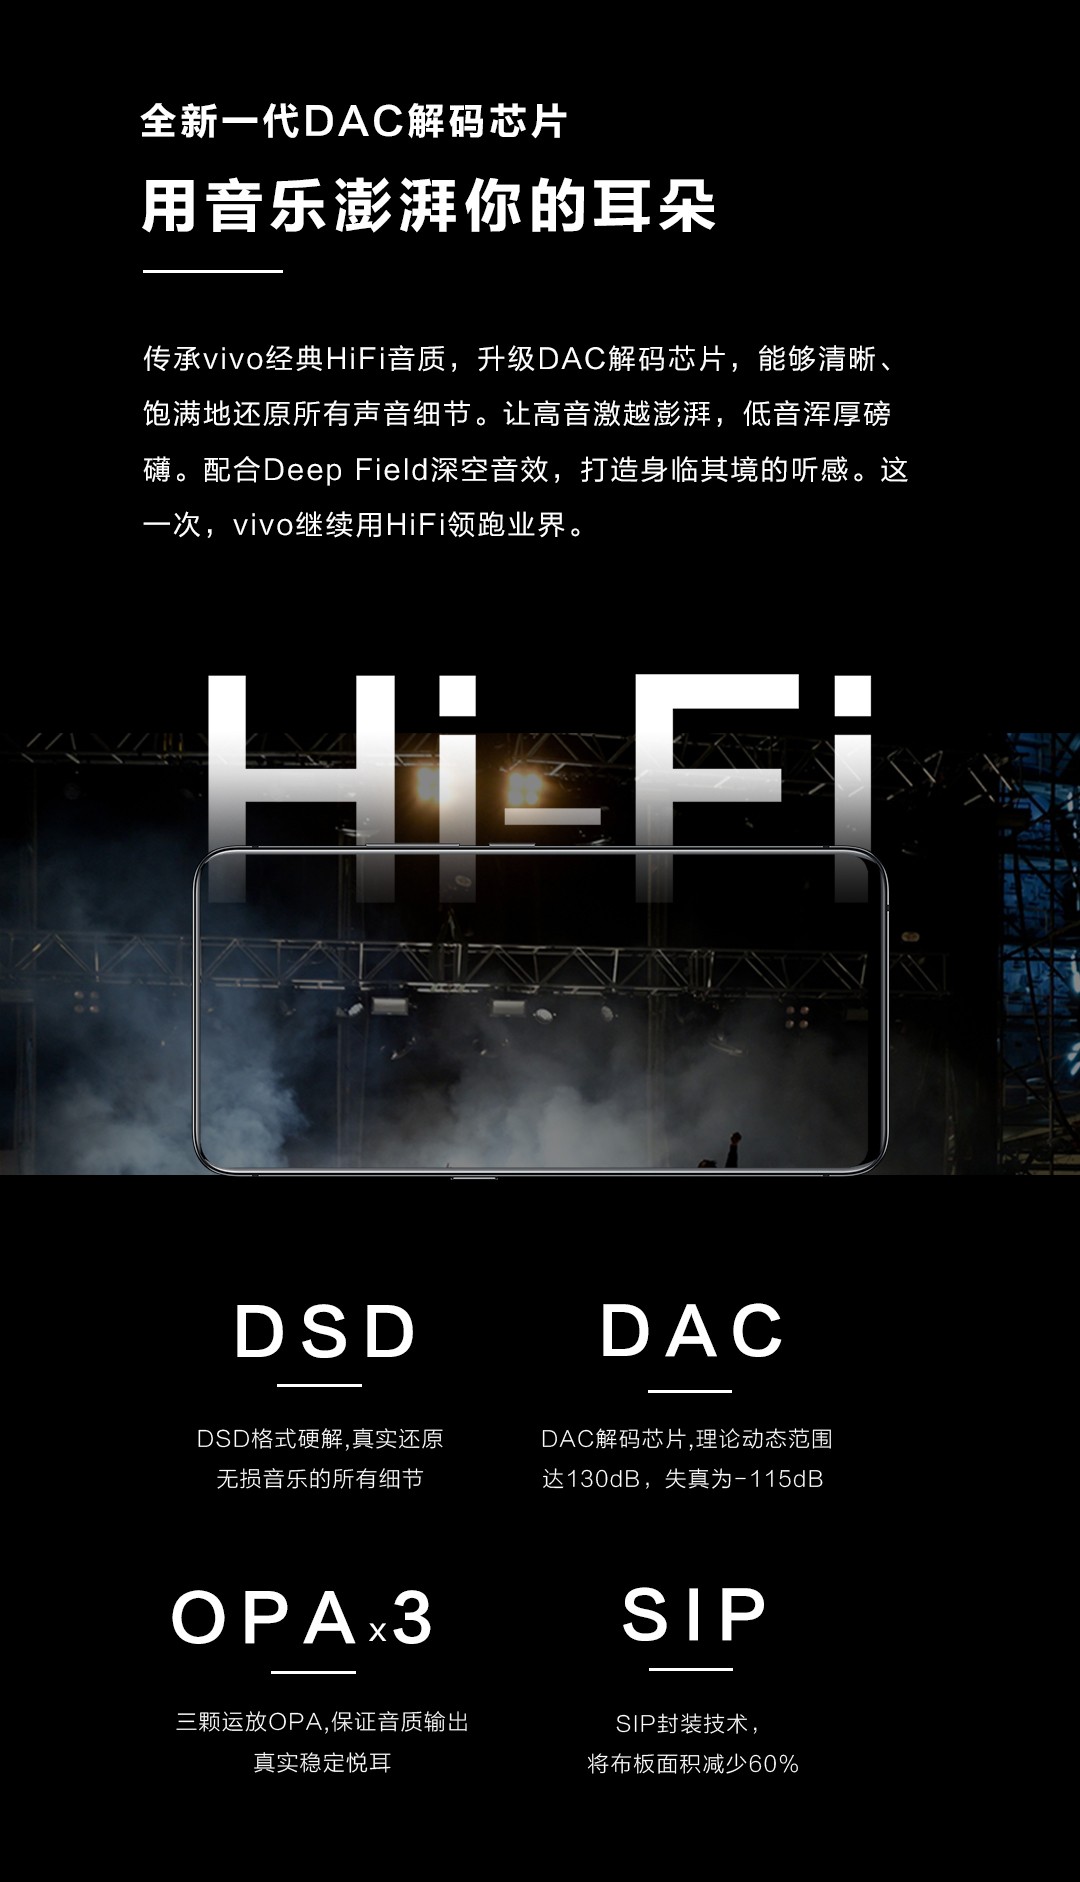 全新一代DAC解码芯片
用音乐澎湃你的耳朵
传承vivo经典HiFi音质，升级DAC解码芯片，能够清晰、
饱满地还原所有声音细节。让高音激越澎湃，低音浑厚磅
礴。配合Deep Field深空音效，打造身临其境的听感。这
一次，vivo继续用HiFi领跑业界。
Hi-Fi
DSD
DSD格式硬解,真实还原
无损音乐的所有细节
DAC
DAC解码芯片,理论动态范围
达130dB，失真为-115dB
OPAx3
三颗运放OPA,保证音质输出
真实稳定悦耳
SIP
SIP封装技术，
将布板面积减少60%